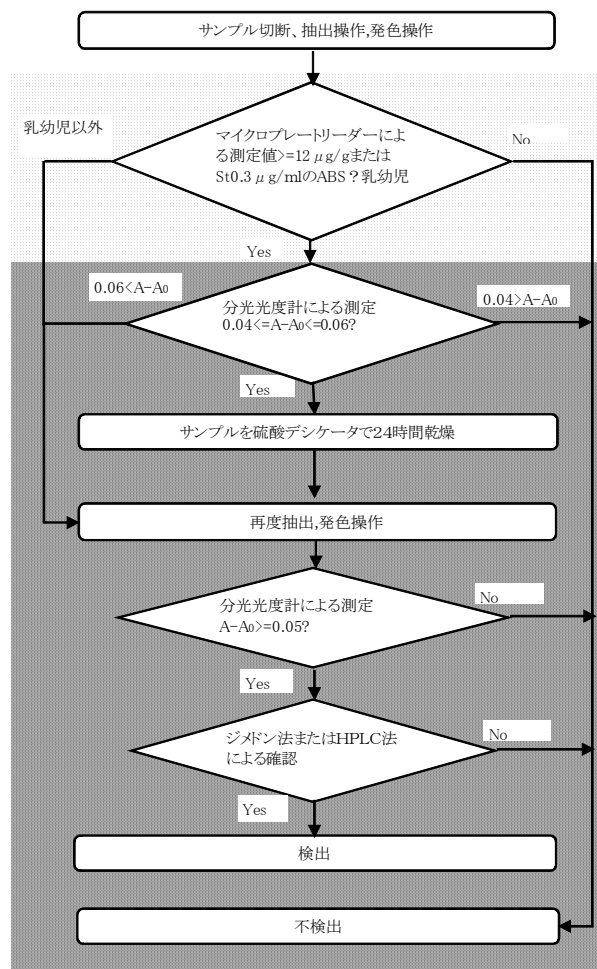 サンプル切断、抽出操作,発色操作
乳幼児以外
マイクロプレートリーダーによ
る測定値>=12μg/gまたは
St0.3μg/mlのABS？乳幼児
No
Yes
0.06<A-A₀
分光光度計による測定
0.04<=A-A₀<=0.06?
0.04>A-A₀
Yes
サンプルを硫酸デシケータで24時間乾燥
再度抽出,発色操作
分光光度計による測定
A-A₀>=0.05?
No
Yes
ジメドン法またはHPLC法
による確認
No
Yes
検出
不検出